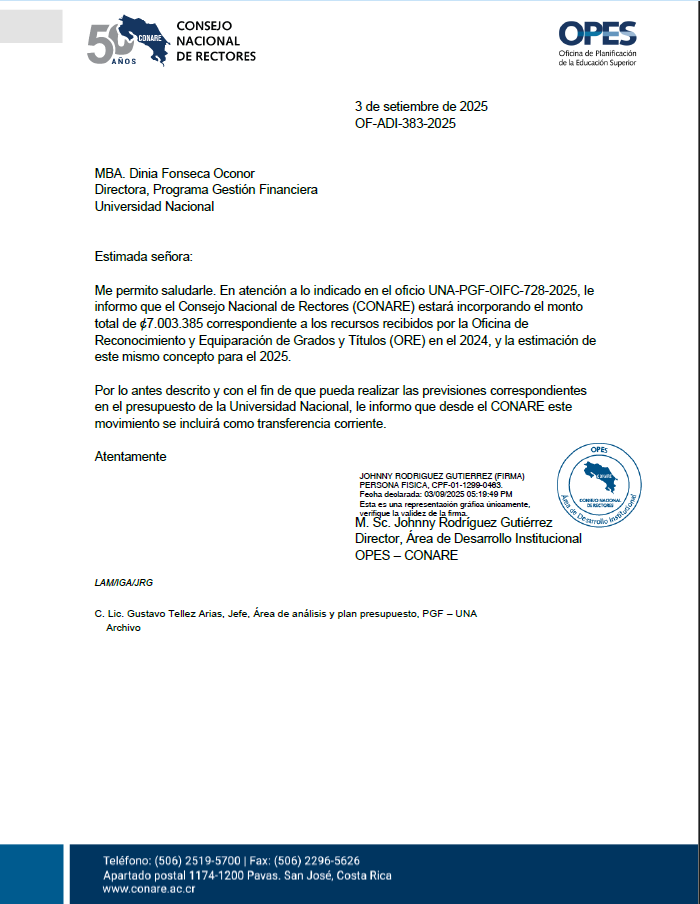 50 AÑOS
CONARE
CONSEJO
NACIONAL
DE RECTORES
OPES
Oficina de Planificación
de la Educación Superior
3 de setiembre de 2025
OF-ADI-383-2025
MBA. Dinia Fonseca Oconor
Directora, Programa Gestión Financiera
Universidad Nacional
Estimada señora:
Me permito saludarle. En atención a lo indicado en el oficio UNA-PGF-OIFC-728-2025, le
informo que el Consejo Nacional de Rectores (CONARE) estará incorporando el monto
total de ¢7.003.385 correspondiente a los recursos recibidos por la Oficina de
Reconocimiento y Equiparación de Grados y Títulos (ORE) en el 2024, y la estimación de
este mismo concepto para el 2025.
Por lo antes descrito y con el fin de que pueda realizar las previsiones correspondientes
en el presupuesto de la Universidad Nacional, le informo que desde el CONARE este
movimiento se incluirá como transferencia corriente.
Atentamente
JOHNNY RODRIGUEZ GUTIERREZ (FIRMA)
PERSONA FISICA, CPF-01-1299-0463.
Fecha declarada: 03/09/2025 05:19:49 PM
Esta es una representación gráfica únicamente,
verifique la validez de la firma.
OPES
CONARE
CONSEJO NACIONAL
DE RECTORES
Área de Desarrollo Institucional
M. Sc. Johnny Rodríguez Gutiérrez
Director, Área de Desarrollo Institucional
OPES – CONARE
LAM/IGA/JRG
C. Lic. Gustavo Tellez Arias, Jefe, Área de análisis y plan presupuesto, PGF – UNA
Archivo
Teléfono: (506) 2519-5700 | Fax: (506) 2296-5626
Apartado postal 1174-1200 Pavas. San José, Costa Rica
www.conare.ac.cr